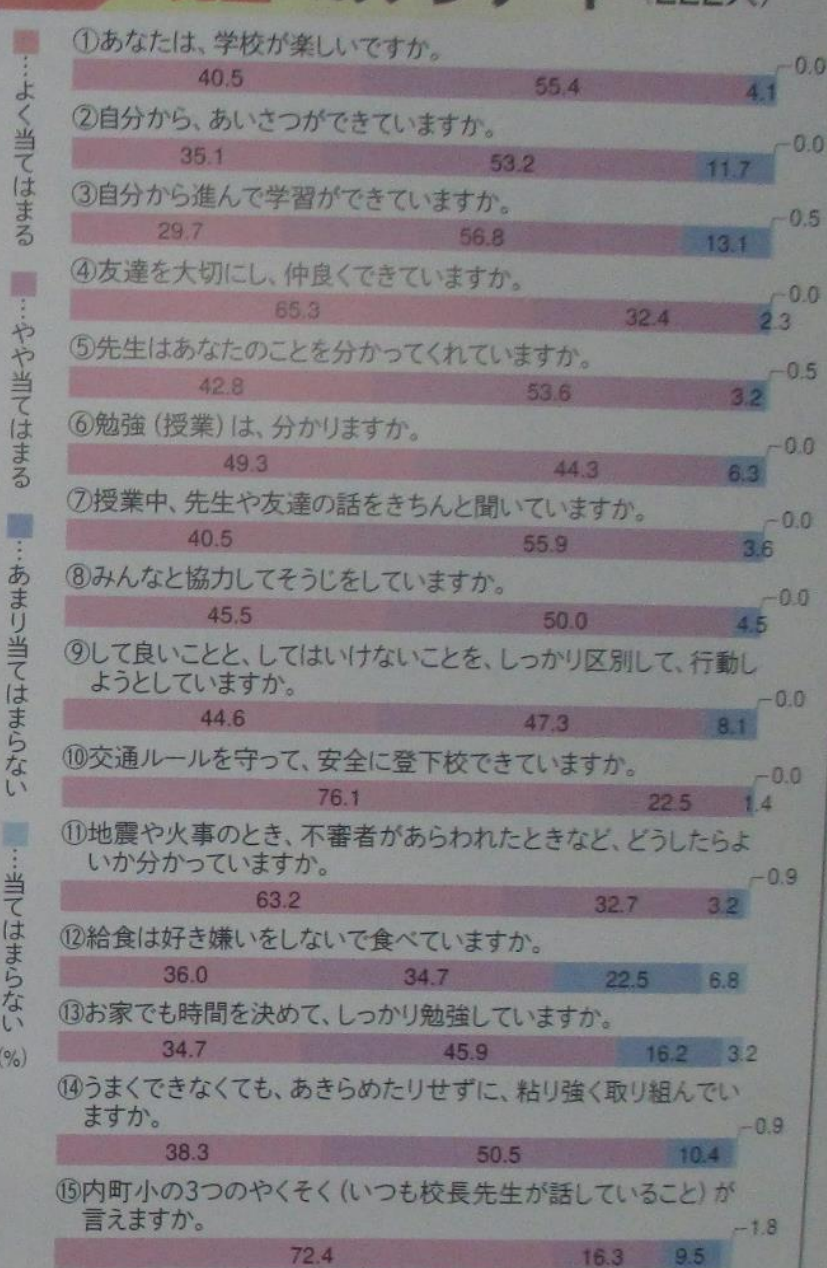 (222人)
…よく当てはまる
…やや当てはまる
…あまり当てはまらない
…当てはまらない
(%)
①あなたは、学校が楽しいですか。
40.5 55.4 4.1 0.0
②自分から、あいさつができていますか。
35.1 53.2 11.7 0.0
③自分から進んで学習ができていますか。
29.7 56.8 13.1 0.5
④友達を大切にし、仲良くできていますか。
65.3 32.4 2.3 0.0
⑤先生はあなたのことを分かってくれていますか。
42.8 53.6 3.2 0.5
⑥勉強(授業)は、分かりますか。
49.3 44.3 6.3 0.0
⑦授業中、先生や友達の話をきちんと聞いていますか。
40.5 55.9 3.6 0.0
⑧みんなと協力してそうじをしていますか。
45.5 50.0 4.5 0.0
⑨して良いことと、してはいけないことを、しっかり区別して、行動し
ようとしていますか。
44.6 47.3 8.1 0.0
⑩交通ルールを守って、安全に登下校できていますか。
76.1 22.5 1.4 0.0
⑪地震や火事のとき、不審者があらわれたときなど、どうしたらよ
いか分かっていますか。
63.2 32.7 3.2 0.9
⑫給食は好き嫌いをしないで食べていますか。
36.0 34.7 22.5 6.8
⑬お家でも時間を決めて、しっかり勉強していますか。
34.7 45.9 16.2 3.2
⑭うまくできなくても、あきらめたりせずに、粘り強く取り組んでい
ますか。
38.3 50.5 10.4 0.9
⑮内町小の3つのやくそく(いつも校長先生が話していること)が
言えますか。
72.4 16.3 9.5 1.8